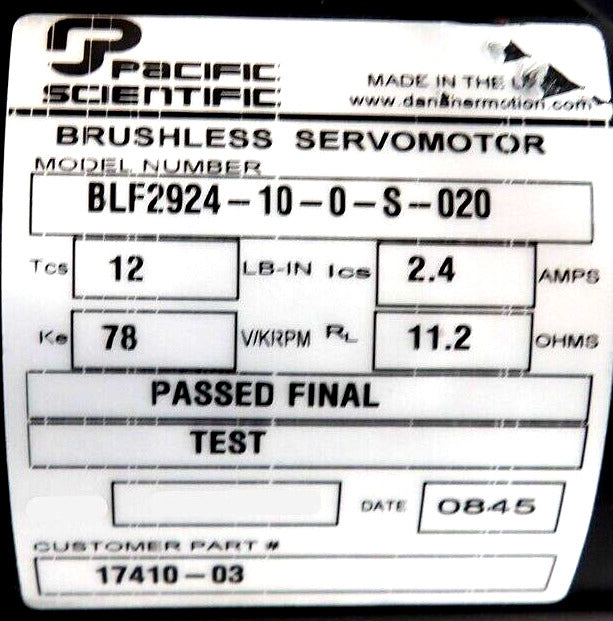 PACIFIC
SCIENTIFIC
MADE IN THE
www.danahermotion.com
BRUSHLESS SERVOMOTOR
MODEL NUMBER
BLF2924-10-0-S-020
Tcs 12 LB-IN Ics 2.4 AMPS
Ke 78 V/KRPM RL 11.2 OHMS
PASSED FINAL
TEST
DATE 0845
CUSTOMER PART #
17410-03